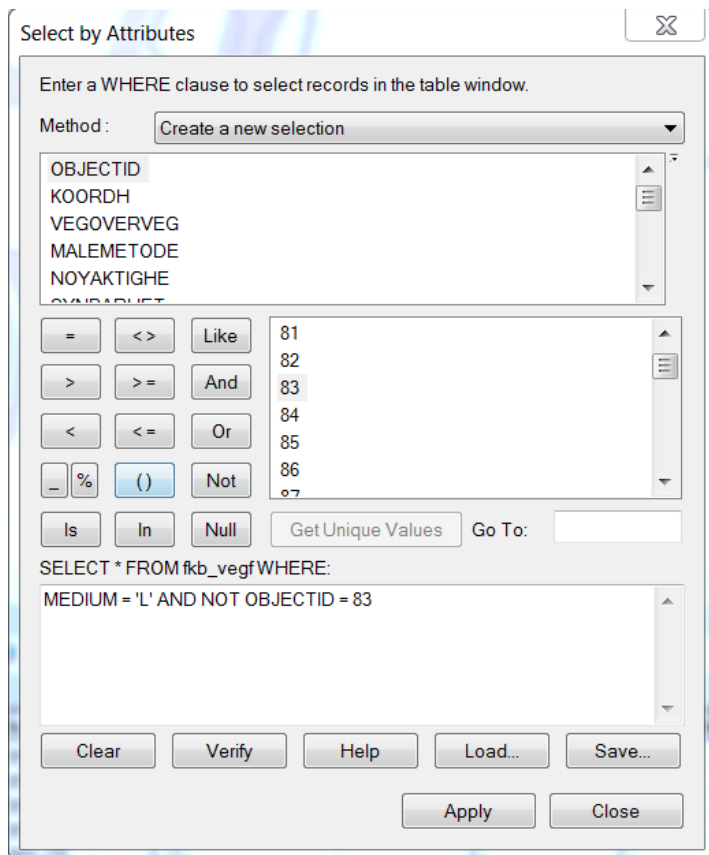 Select by Attributes
Enter a WHERE clause to select records in the table window.
Method : Create a new selection
OBJECTID
KOORDH
VEGOVERVEG
MALEMETODE
NOYAKTIGHE
= < > Like
> > = And
< < = Or
_ % ( ) Not
Is In Null
81
82
83
84
85
86
87
Get Unique Values Go To:
SELECT * FROM fkb_vegf WHERE:
MEDIUM = 'L' AND NOT OBJECTID = 83
Clear Verify Help Load... Save...
Apply Close